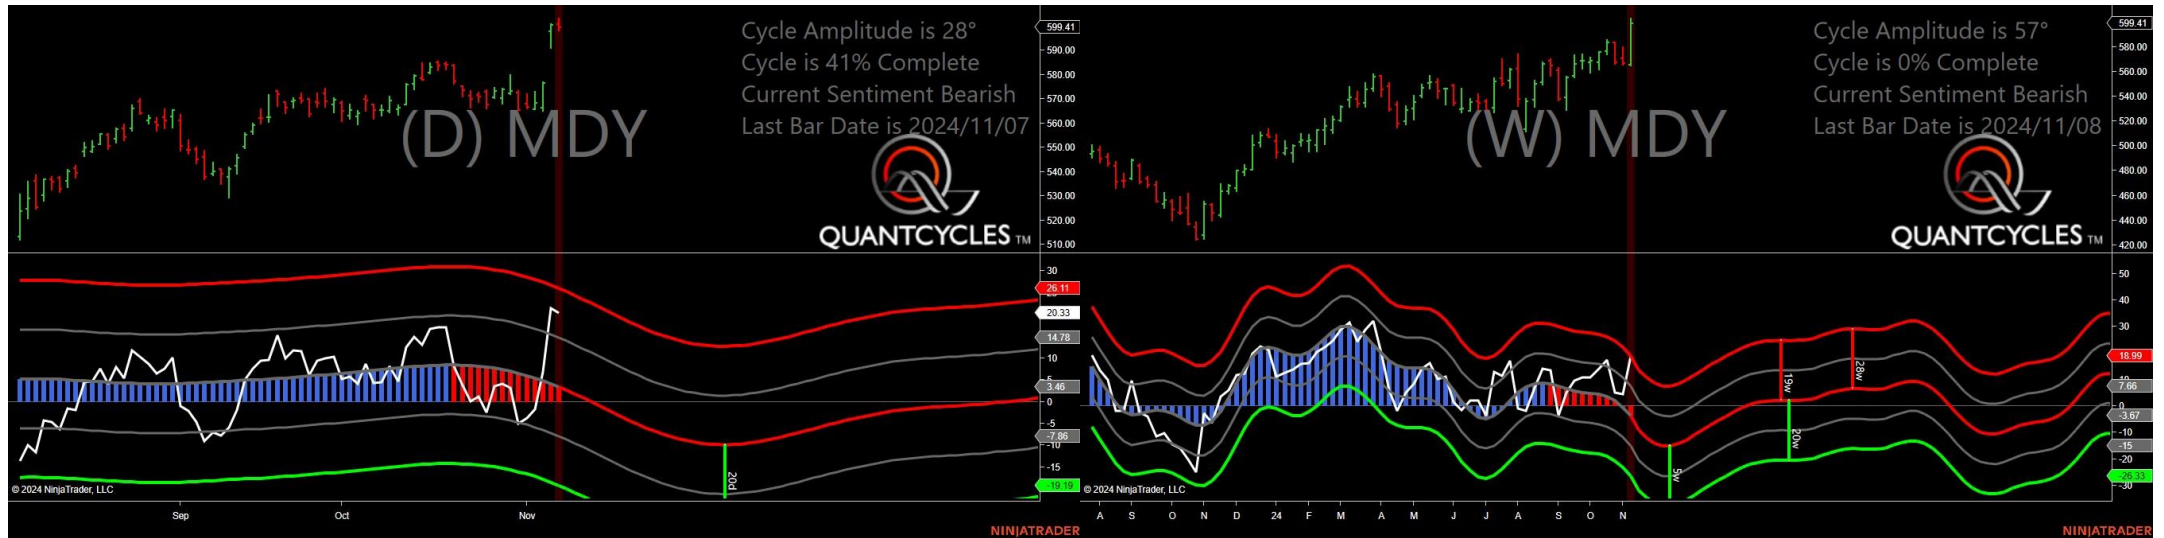 Cycle Amplitude is 28°
Cycle is 41% Complete
Current Sentiment Bearish
Last Bar Date is 2024/11/07
(D) MDY
QUANTCYCLES TM
599.41
590.00
580.00
570.00
560.00
550.00
540.00
530.00
520.00
510.00
30
26.11
20.33
14.78
10
5
3.46
0
-5
-7.86
-10
-15
-19.19
20d
© 2024 NinjaTrader, LLC
Sep Oct Nov
NINJATRADER
Cycle Amplitude is 57°
Cycle is 0% Complete
Current Sentiment Bearish
Last Bar Date is 2024/11/08
(W) MDY
QUANTCYCLES TM
599.41
580.00
560.00
540.00
520.00
500.00
480.00
460.00
440.00
420.00
50
40
30
18.99
10
7.66
0
-3.67
-10
-15
-20
-26.33
-30
19w
28w
20w
5w
© 2024 NinjaTrader, LLC
A S O N D 24 F M A M J J A S O N
NINJATRADER